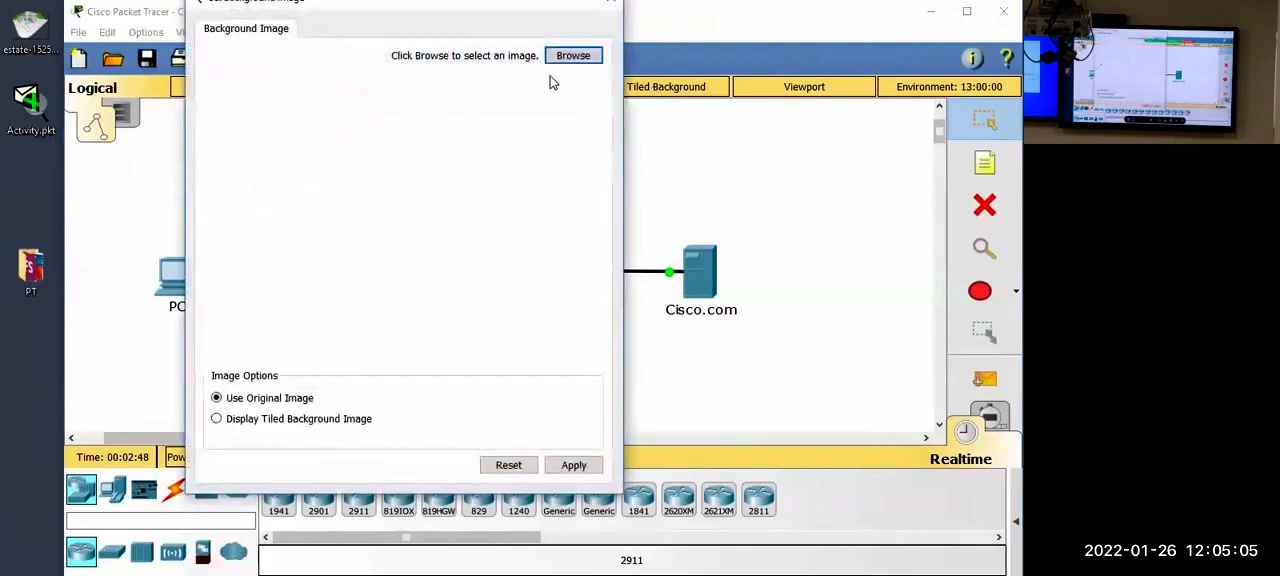 Cisco Packet Tracer - C
estate-1525...
File Edit Options
Background Image
Click Browse to select an image. Browse
Logical
Tiled Background Viewport Environment: 13:00:00
Activity.pkt
PT
PC
Cisco.com
Image Options
Use Original Image
Display Tiled Background Image
Reset Apply
Time: 00:02:48 Pow
Realtime
1941 2901 2911 819IOX 819HGW 829 1240 Generic Generic 1841 2620XM 2621XM 2811
2911
2022-01-26 12:05:05